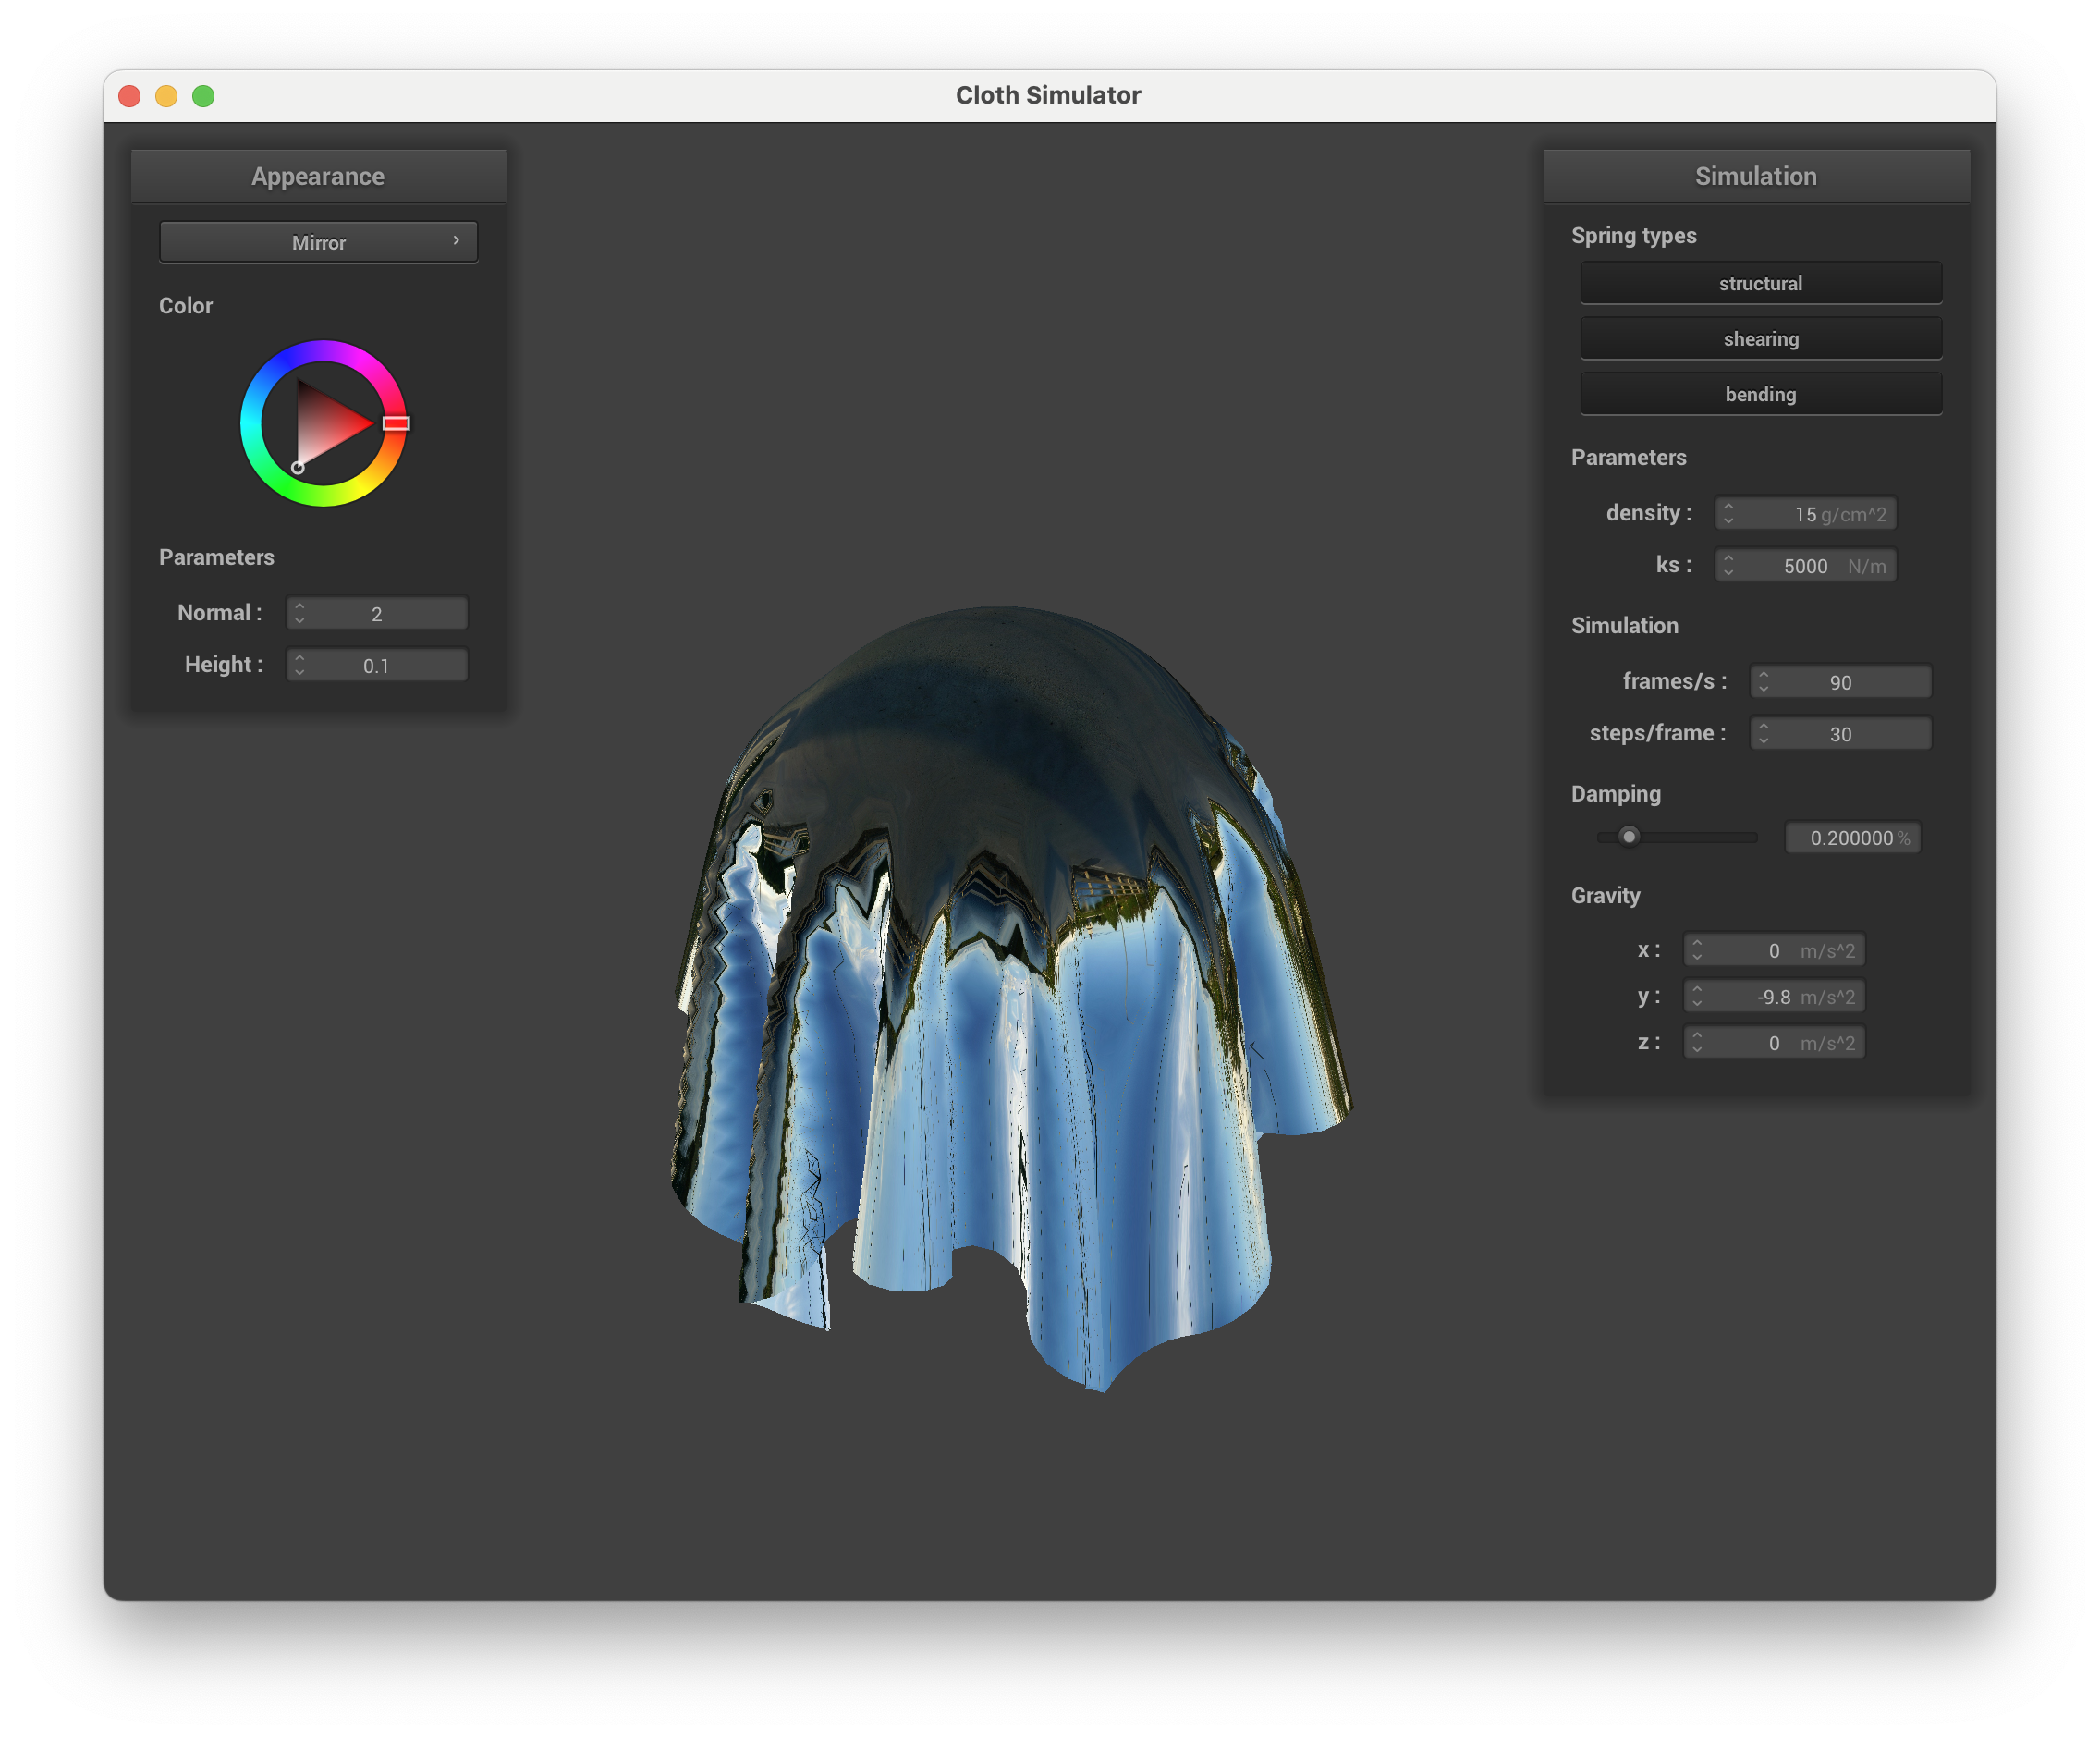 Cloth Simulator
Appearance
Mirror
Color
Parameters
Normal : 2
Height : 0.1
Simulation
Spring types
structural
shearing
bending
Parameters
density : 15 g/cm^2
ks : 5000 N/m
Simulation
frames/s : 90
steps/frame : 30
Damping
0.200000 %
Gravity
x : 0 m/s^2
y : -9.8 m/s^2
z : 0 m/s^2